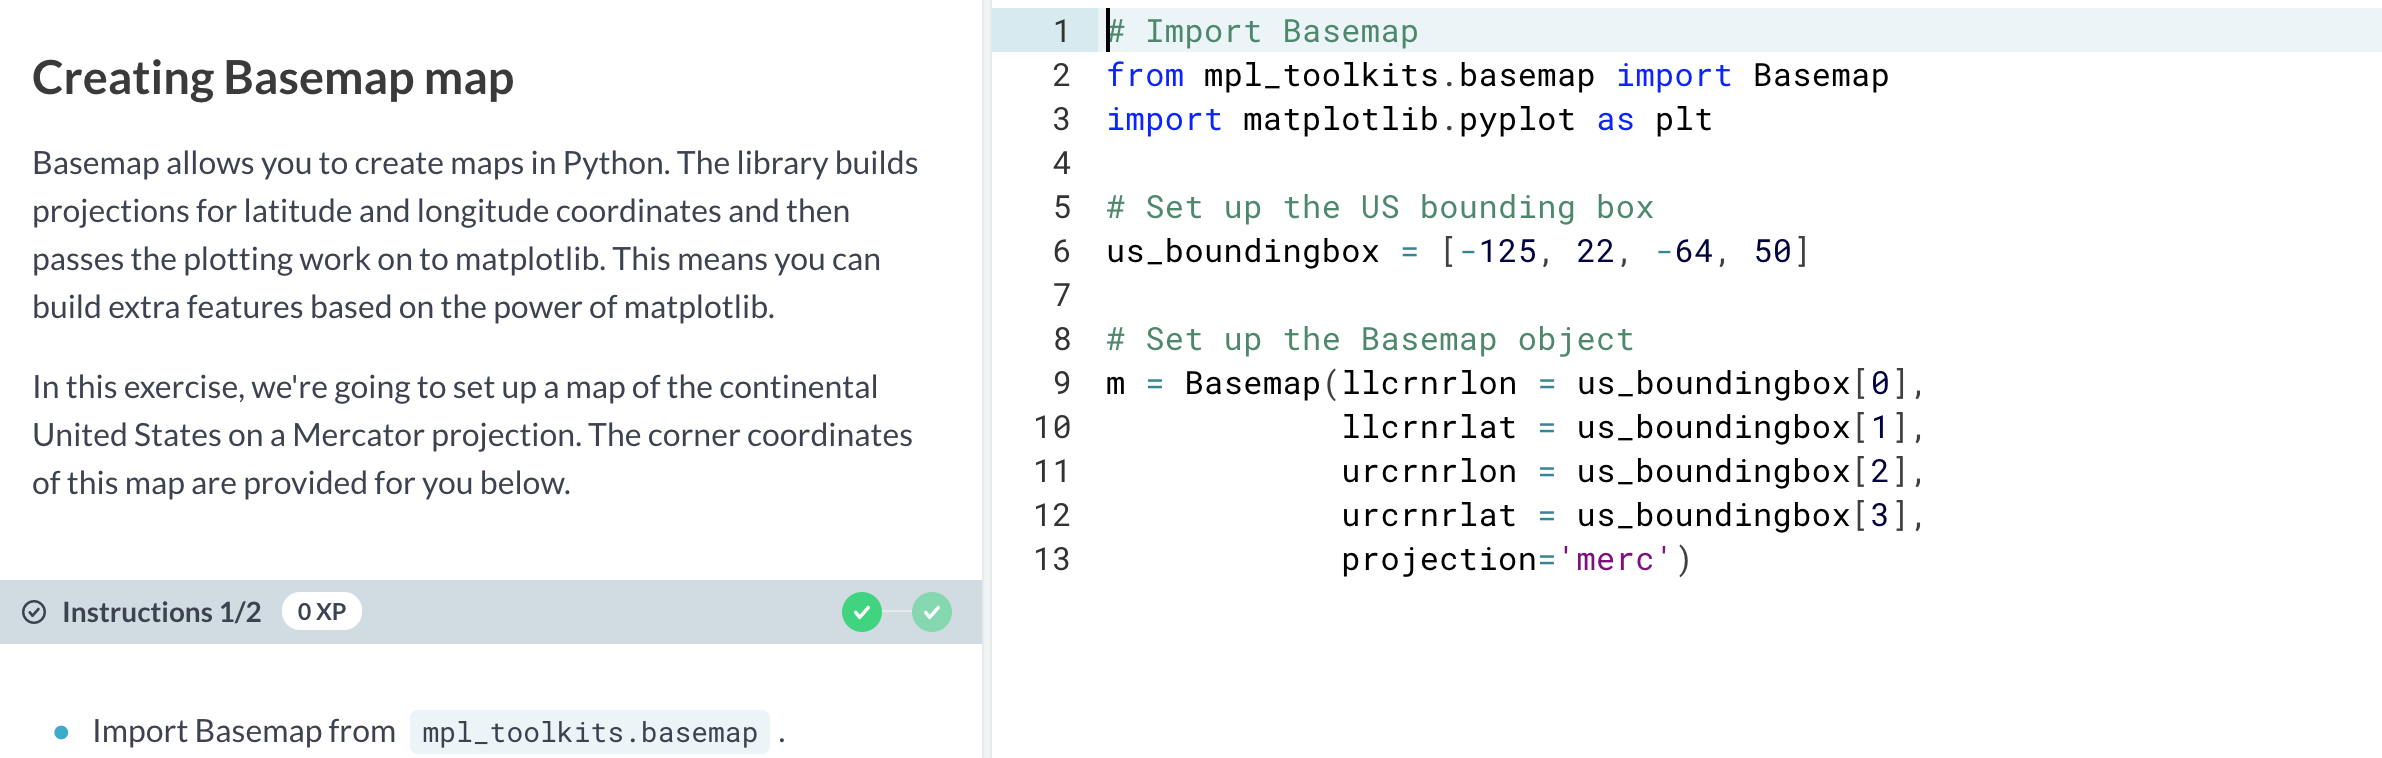 Creating Basemap map
Basemap allows you to create maps in Python. The library builds
projections for latitude and longitude coordinates and then
passes the plotting work on to matplotlib. This means you can
build extra features based on the power of matplotlib.
In this exercise, we're going to set up a map of the continental
United States on a Mercator projection. The corner coordinates
of this map are provided for you below.
Instructions 1/2 0 XP
Import Basemap from mpl_toolkits.basemap .
1 # Import Basemap
2 from mpl_toolkits.basemap import Basemap
3 import matplotlib.pyplot as plt
4
5 # Set up the US bounding box
6 us_boundingbox = [-125, 22, -64, 50]
7
8 # Set up the Basemap object
9 m = Basemap(llcrnrlon = us_boundingbox[0],
10 llcrnrlat = us_boundingbox[1],
11 urcrnrlon = us_boundingbox[2],
12 urcrnrlat = us_boundingbox[3],
13 projection='merc')